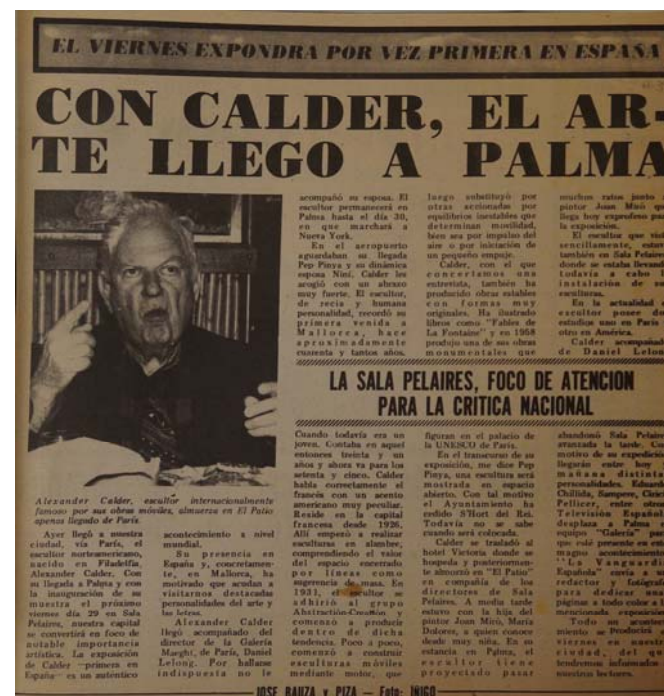 EL VIERNES EXPONDRA POR VEZ PRIMERA EN ESPAÑA
CON CALDER, EL AR-
TE LLEGO A PALMA
Alexander Calder, escultor internacionalmente
famoso por sus obras móviles, almuerza en El Patio
apenas llegado de París.
Ayer llegó a nuestra
ciudad, vía París, el
escultor norteamericano,
nacido en Filadelfia,
Alexander Calder. Con
su llegada a Palma y con
la inauguración de su
muestra el próximo
viernes día 29 en Sala
Pelaires, nuestra capital
se convertirá en foco de
notable importancia
artística. La exposición
de Calder —primera en
España— es un auténtico
acontecimiento a nivel
mundial.
Su presencia en
España y, concretamen-
te, en Mallorca, ha
motivado que acudan a
visitarnos destacadas
personalidades del arte y
las letras.
Alexander Calder
llegó acompañado del
director de la Galería
Maeght, de París, Daniel
Lelong. Por hallarse
indispuesta no le
acompañó su esposa. El
escultor permanecerá en
Palma hasta el día 30,
en que marchará a
Nueva York.
En el aeropuerto
aguardaban su llegada
Pep Pinya y su dinámica
esposa Niní. Calder les
acogió con un abrazo
muy fuerte. El escultor,
de recia y humana
personalidad, recordó su
primera venida a
Mallorca, hace
aproximadamente
cuarenta y tantos años.
luego substituyó por
otras accionadas por
equilibrios inestables que
determinan movilidad,
bien sea por impulso del
aire o por iniciación de
un pequeño empuje.
Calder, con el que
concertamos una
entrevista, también ha
producido obras estables
con formas muy
originales. Ha ilustrado
libros como "Fables de
La Fontaine" y en 1958
produjo una de sus obras
monumentales que
muchos ratos junto
pintor Joan Miró qu
llega hoy exprofeso par
la exposición.
El escultor que vist
sencillamente, estuv
también en Sala Pelaires
donde se estaba llevand
todavía a cabo l
instalación de su
esculturas.
En la actualidad e
escultor posee do
estudios uno en París
otro en América.
Calder acompañad
de Daniel Lelong
LA SALA PELAIRES, FOCO DE ATENCION
PARA LA CRITICA NACIONAL
Cuando todavía era un
joven. Contaba en aquel
entonces treinta y un
años y ahora va para los
setenta y cinco. Calder
habla correctamente el
francés con un acento
americano muy peculiar.
Reside en la capital
francesa desde 1926.
Allí empezó a realizar
esculturas en alambre,
comprendiendo el valor
del espacio encerrado
por líneas como
sugerencia de masa. En
1931, el escultor se
adhirió al grupo
Abstraction-Creation y
comenzó a producir
dentro de dicha
tendencia. Poco a poco,
comenzó a construir
esculturas móviles
mediante motor, que
figuran en el palacio de
la UNESCO de París.
En el transcurso de su
exposición, me dice Pep
Pinya, una escultura será
mostrada en espacio
abierto. Con tal motivo
el Ayuntamiento ha
cedido S'Hort del Rei.
Todavía no se sabe
cuando será colocada.
Calder se trasladó al
hotel Victoria donde se
hospeda y posteriormen-
te almorzó en "El Patio"
en compañía de los
directores de Sala
Pelaires. A media tarde
estuvo con la hija del
pintor Joan Miró, María
Dolores, a quien conoce
desde muy niña. En su
estancia en Palma, el
escultor tiene
proyectado pasar
abandonó Sala Pelaires
avanzada la tarde. Con
motivo de su expedición
llegarán entre hoy
mañana distinta
personalidades. Eduardo
Chillida, Sempere, Ciric
Pellicer, entre otros
Televisión Español
desplaza a Palma
equipo "Galería" par
que esté presente en est
magno acontecimiento
"La Vanguardi
Española" envía a su
redactor y fotógraf
para dedicar una
páginas a todo color a
mencionada exposición
Todo un aconteci
miento se producirá
viernes en nuestra
ciudad, del qu
tendremos informados
nuestros lectores.
JOSE BAUZA y PIZA — Foto: IÑIGO